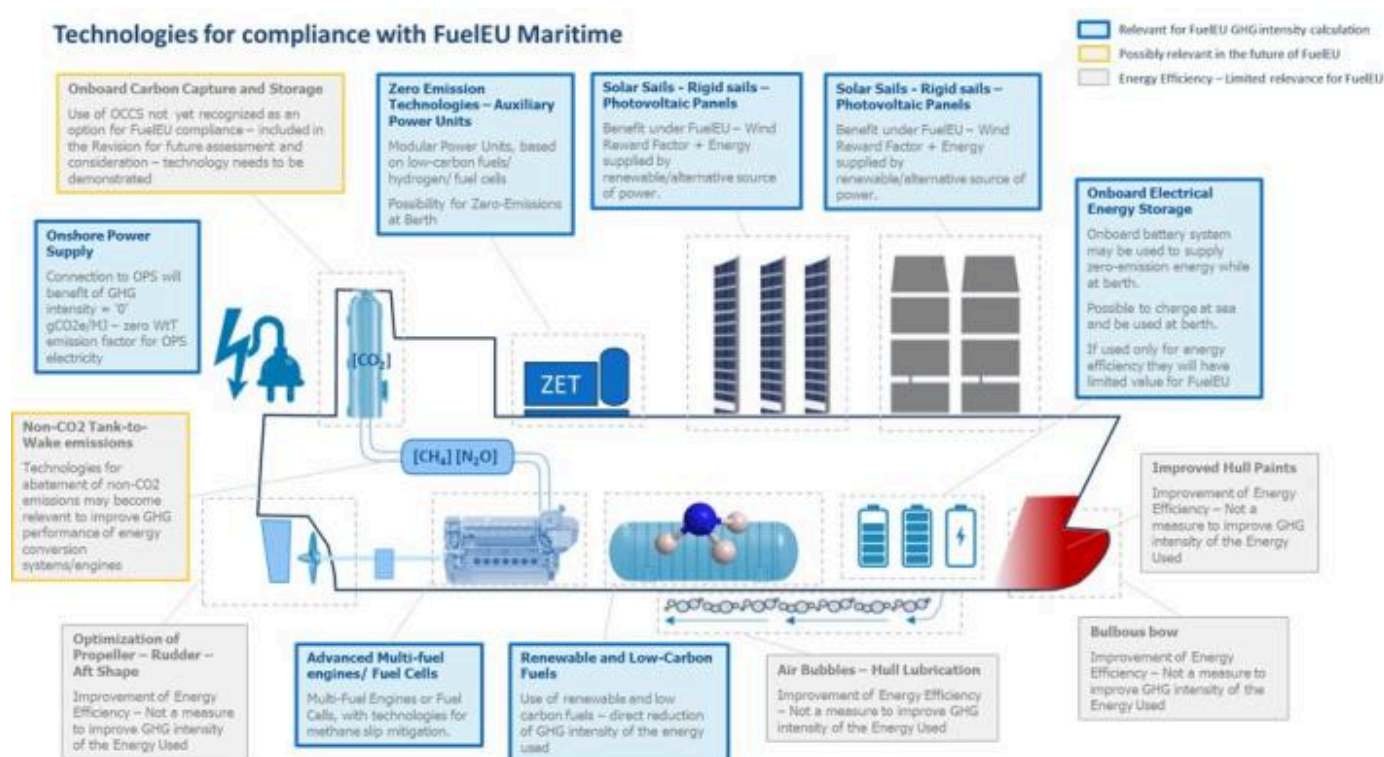 Technologies for compliance with FuelEU Maritime
Relevant for FuelEU GHG intensity calculation
Possibly relevant in the future of FuelEU
Energy Efficiency – Limited relevance for FuelEU
Onboard Carbon Capture and Storage
Use of OCCS not yet recognized as an
option for FuelEU compliance – included in
the Revision for future assessment and
consideration – technology needs to be
demonstrated
Zero Emission
Technologies – Auxiliary
Power Units
Modular Power Units, based
on low-carbon fuels/
hydrogen/ fuel cells
Possibility for Zero-Emissions
at Berth
Solar Sails - Rigid sails –
Photovoltaic Panels
Benefit under FuelEU – Wind
Reward Factor + Energy
supplied by
renewable/alternative source
of power.
Solar Sails - Rigid sails –
Photovoltaic Panels
Benefit under FuelEU – Wind
Reward Factor + Energy
supplied by
renewable/alternative source of
power.
Onboard Electrical
Energy Storage
Onboard battery system
may be used to supply
zero-emission energy while
at berth.
Possible to charge at sea
and be used at berth.
If used only for energy
efficiency they will have
limited value for FuelEU
Onshore Power
Supply
Connection to OPS will
benefit of GHG
intensity = '0'
gCO2e/MJ – zero WtT
emission factor for OPS
electricity
[CO₂]
ZET
Non-CO2 Tank-to-
Wake emissions
Technologies for
abatement of non-CO2
emissions may become
relevant to improve GHG
performance of energy
conversion
systems/engines
[CH₄] [N₂O]
Improved Hull Paints
Improvement of Energy
Efficiency – Not a
measure to improve GHG
intensity of the Energy
Used
Optimization of
Propeller – Rudder –
Aft Shape
Improvement of Energy
Efficiency – Not a measure
to improve GHG intensity
of the Energy Used
Advanced Multi-fuel
engines/ Fuel Cells
Multi-Fuel Engines or Fuel
Cells, with technologies for
methane slip mitigation.
Renewable and Low-Carbon
Fuels
Use of renewable and low
carbon fuels – direct reduction
of GHG intensity of the energy
used
Air Bubbles – Hull Lubrication
Improvement of Energy Efficiency
– Not a measure to improve GHG
intensity of the Energy Used
Bulbous bow
Improvement of Energy
Efficiency – Not a measure to
improve GHG intensity of the
Energy Used